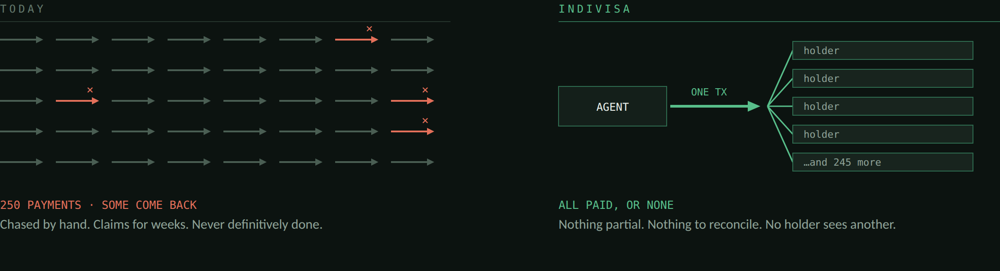 TODAY
INDIVISA
×
× ×
×
holder
holder
holder
holder
…and 245 more
AGENT
ONE TX
250 PAYMENTS · SOME COME BACK
Chased by hand. Claims for weeks. Never definitively done.
ALL PAID, OR NONE
Nothing partial. Nothing to reconcile. No holder sees another.